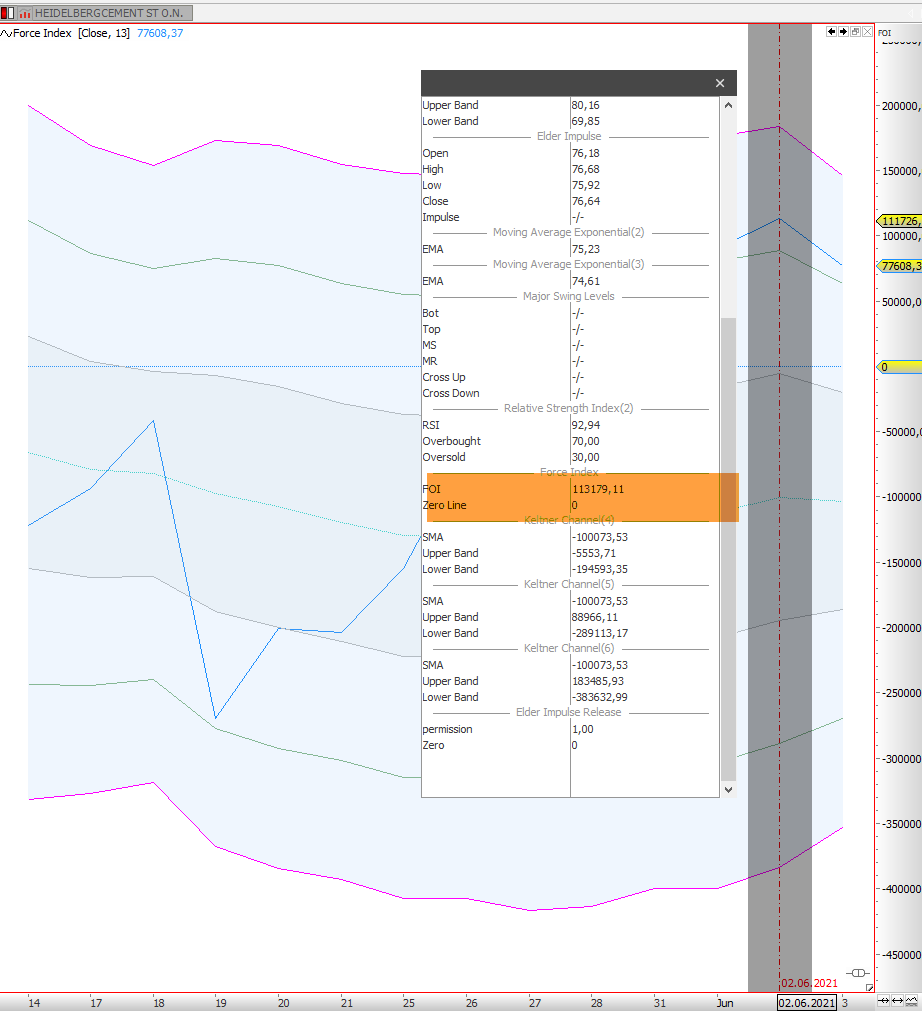 HEIDELBERGCEMENT ST O.N.
Force Index [Close, 13] 77608,37
FOI
Upper Band 80,16
Lower Band 69,85
Elder Impulse
Open 76,18
High 76,68
Low 75,92
Close 76,64
Impulse -/-
Moving Average Exponential(2)
EMA 75,23
Moving Average Exponential(3)
EMA 74,61
Major Swing Levels
Bot -/-
Top -/-
MS -/-
MR -/-
Cross Up -/-
Cross Down -/-
Relative Strength Index(2)
RSI 92,94
Overbought 70,00
Oversold 30,00
Force Index
FOI 113179,11
Zero Line 0
Keltner Channel(4)
SMA -100073,53
Upper Band -5553,71
Lower Band -194593,35
Keltner Channel(5)
SMA -100073,53
Upper Band 88966,11
Lower Band -289113,17
Keltner Channel(6)
SMA -100073,53
Upper Band 183485,93
Lower Band -383632,99
Elder Impulse Release
permission 1,00
Zero 0
200000,
150000,
111726,
100000,
77608,3
50000,0
0
-50000,0
-100000,
-150000,
-200000,
-250000,
-300000,
-350000,
-400000,
-450000,
02.06.2021
14 17 18 19 20 21 25 26 27 28 31 Jun 02.06.2021 3